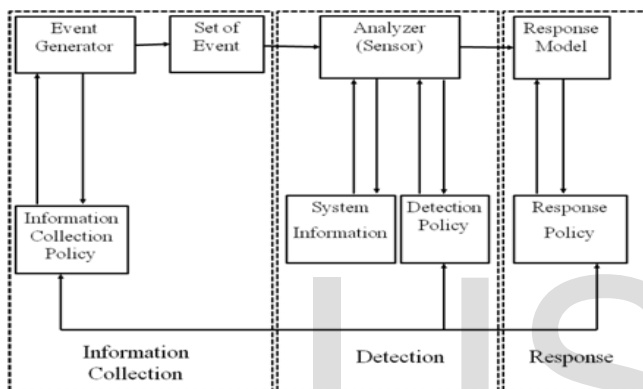 Event
Generator
Set of
Event
Analyzer
(Sensor)
Response
Model
Information
Collection
Policy
System
Information
Detection
Policy
Response
Policy
Information
Collection
Detection
Response